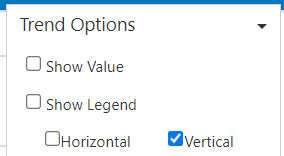 Trend Options
Show Value
Show Legend
Horizontal Vertical